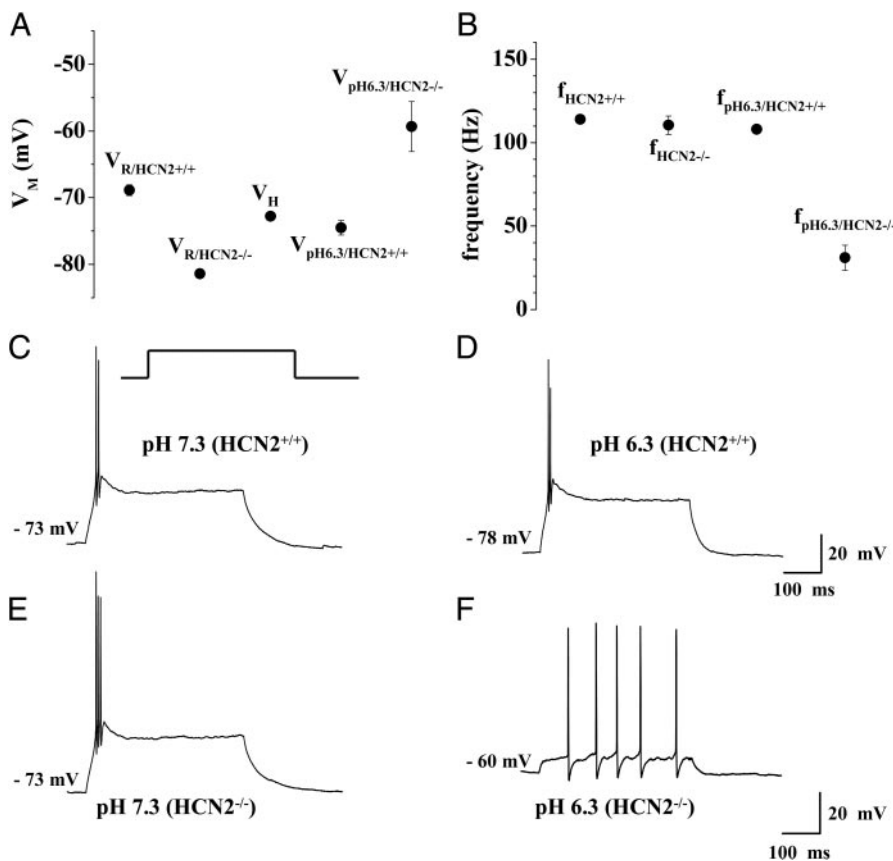 A
B
-50
-60
-70
-80
V_M (mV)
V_R/HCN2+/+
V_R/HCN2-/-
V_H
V_pH6.3/HCN2+/+
V_pH6.3/HCN2-/-
150
100
50
0
frequency (Hz)
f_HCN2+/+
f_HCN2-/-
f_pH6.3/HCN2+/+
f_pH6.3/HCN2-/-
C
pH 7.3 (HCN2+/+)
- 73 mV
D
pH 6.3 (HCN2+/+)
- 78 mV
20 mV
100 ms
E
- 73 mV
pH 7.3 (HCN2-/-)
F
- 60 mV
pH 6.3 (HCN2-/-)
20 mV
100 ms